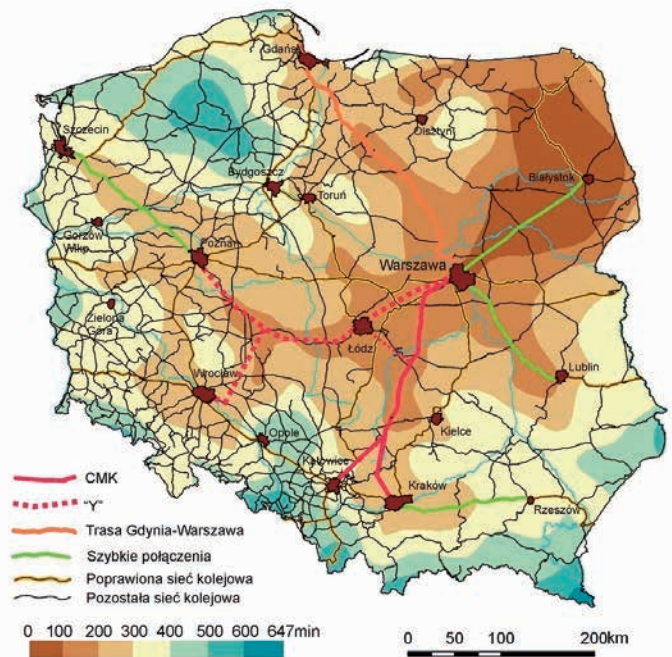 Gdańsk
Szczecin
Olsztyn
Białystok
Bydgoszcz
Toruń
Gorzów
Wlkp.
Poznań
Warszawa
Zielona
Góra
Łódz
Wrocław
Lublin
Opole
Kielce
Katowice
Kraków
Rzeszów
CMK
"Y"
Trasa Gdynia-Warszawa
Szybkie połączenia
Poprawiona sieć kolejowa
Pozostała sieć kolejowa
0 100 200 300 400 500 600 647min
0 50 100 200km